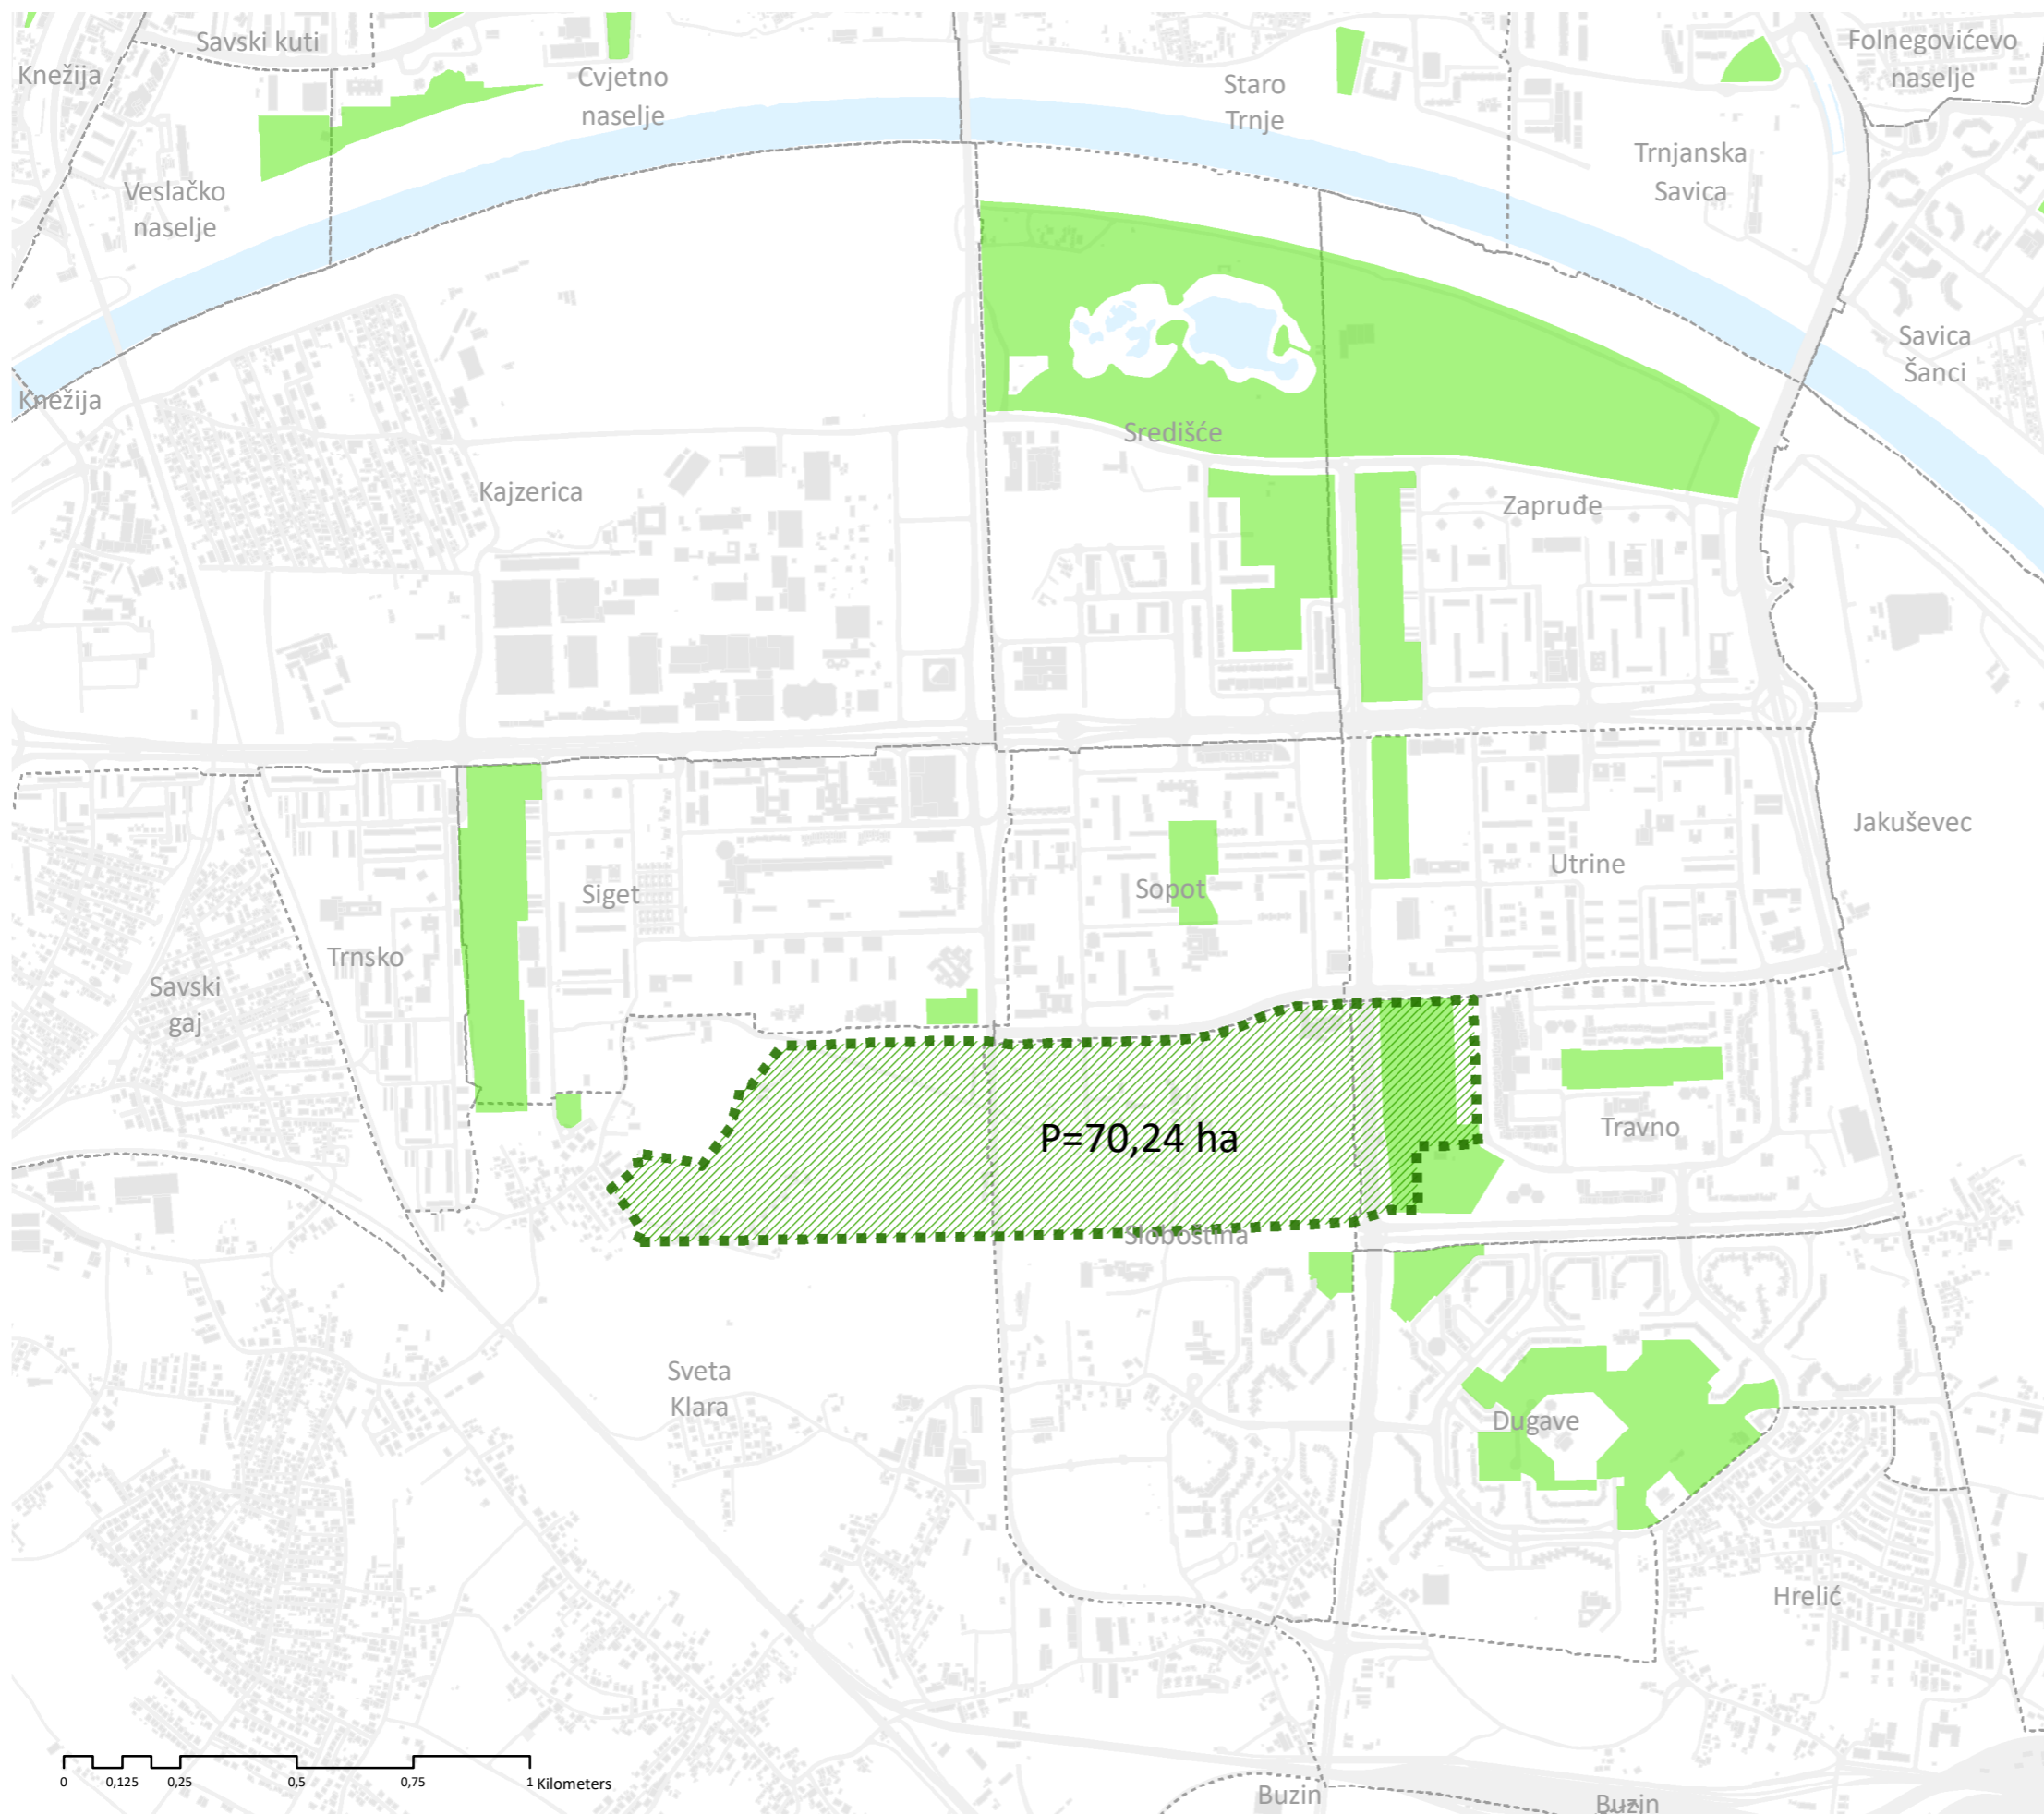 Savski kuti
Folnegovićevo
naselje
Knežija
Cvjetno
naselje
Staro
Trnje
Trnjanska
Savica
Veslačko
naselje
Savica
Šanci
Knežija
Središće
Kajzerica
Zapruđe
Jakuševec
Utrine
Siget
Sopot
Trnsko
Savski
gaj
Travno
P=70,24 ha
Sloboština
Sveta
Klara
Dugave
Hrelić
0 0,125 0,25 0,5 0,75 1 Kilometers
Buzin
Buzin